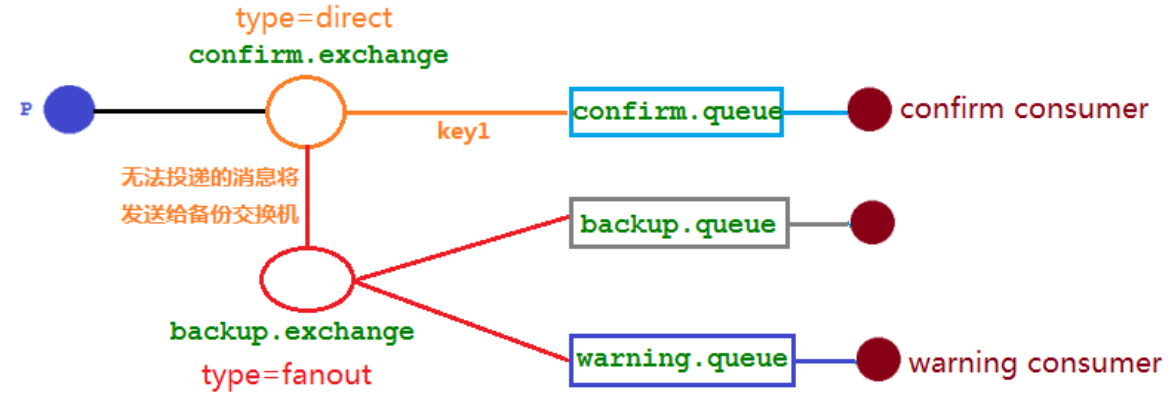 type=direct
confirm.exchange
P
key1
confirm.queue
confirm consumer
无法投递的消息将
发送给备份交换机
backup.queue
backup.exchange
type=fanout
warning.queue
warning consumer